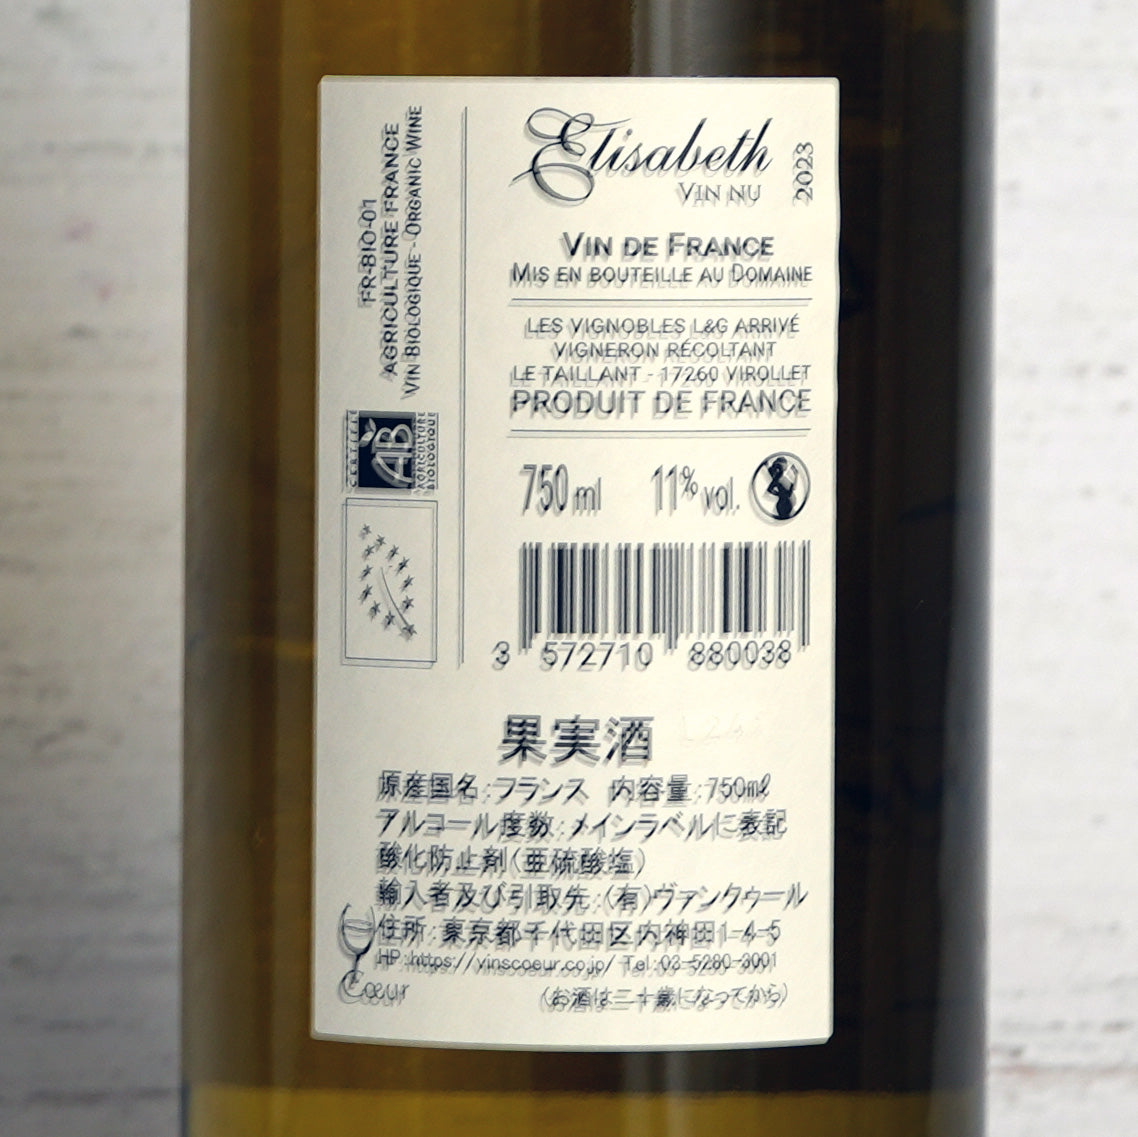 FR-BIO-01
AGRICULTURE FRANCE
VIN BIOLOGIQUE - ORGANIC WINE
CERTIFIÉ
AB
AGRICULTURE
BIOLOGIQUE
Elisabeth
VIN NU
2023
VIN DE FRANCE
MIS EN BOUTEILLE AU DOMAINE
LES VIGNOBLES L&G ARRIVÉ
VIGNERON RÉCOLTANT
LE TAILLANT - 17260 VIROLLET
PRODUIT DE FRANCE
750 ml 11% vol.
3 572710 880038
果実酒
原産国名:フランス 内容量:750ml
アルコール度数:メインラベルに表記
酸化防止剤(亜硫酸塩)
輸入者及び引取先:(有)ヴァンクゥール
住所:東京都千代田区内神田1-4-5
HP:https://vinscoeur.co.jp/ Tel:03-5280-3001
Cœur
(お酒は二十歳になってから)